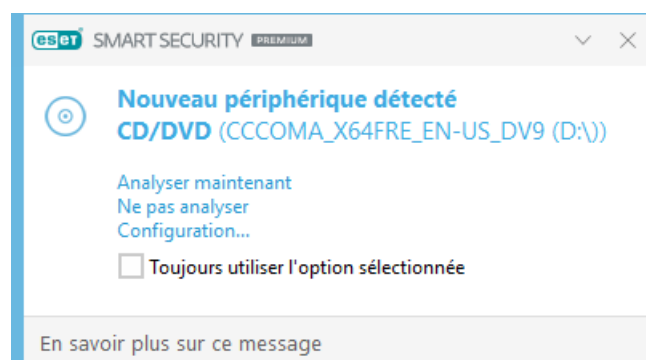 eseT SMART SECURITY PREMIUM
Nouveau périphérique détecté
CD/DVD (CCCOMA_X64FRE_EN-US_DV9 (D:\))
Analyser maintenant
Ne pas analyser
Configuration...
Toujours utiliser l'option sélectionnée
En savoir plus sur ce message